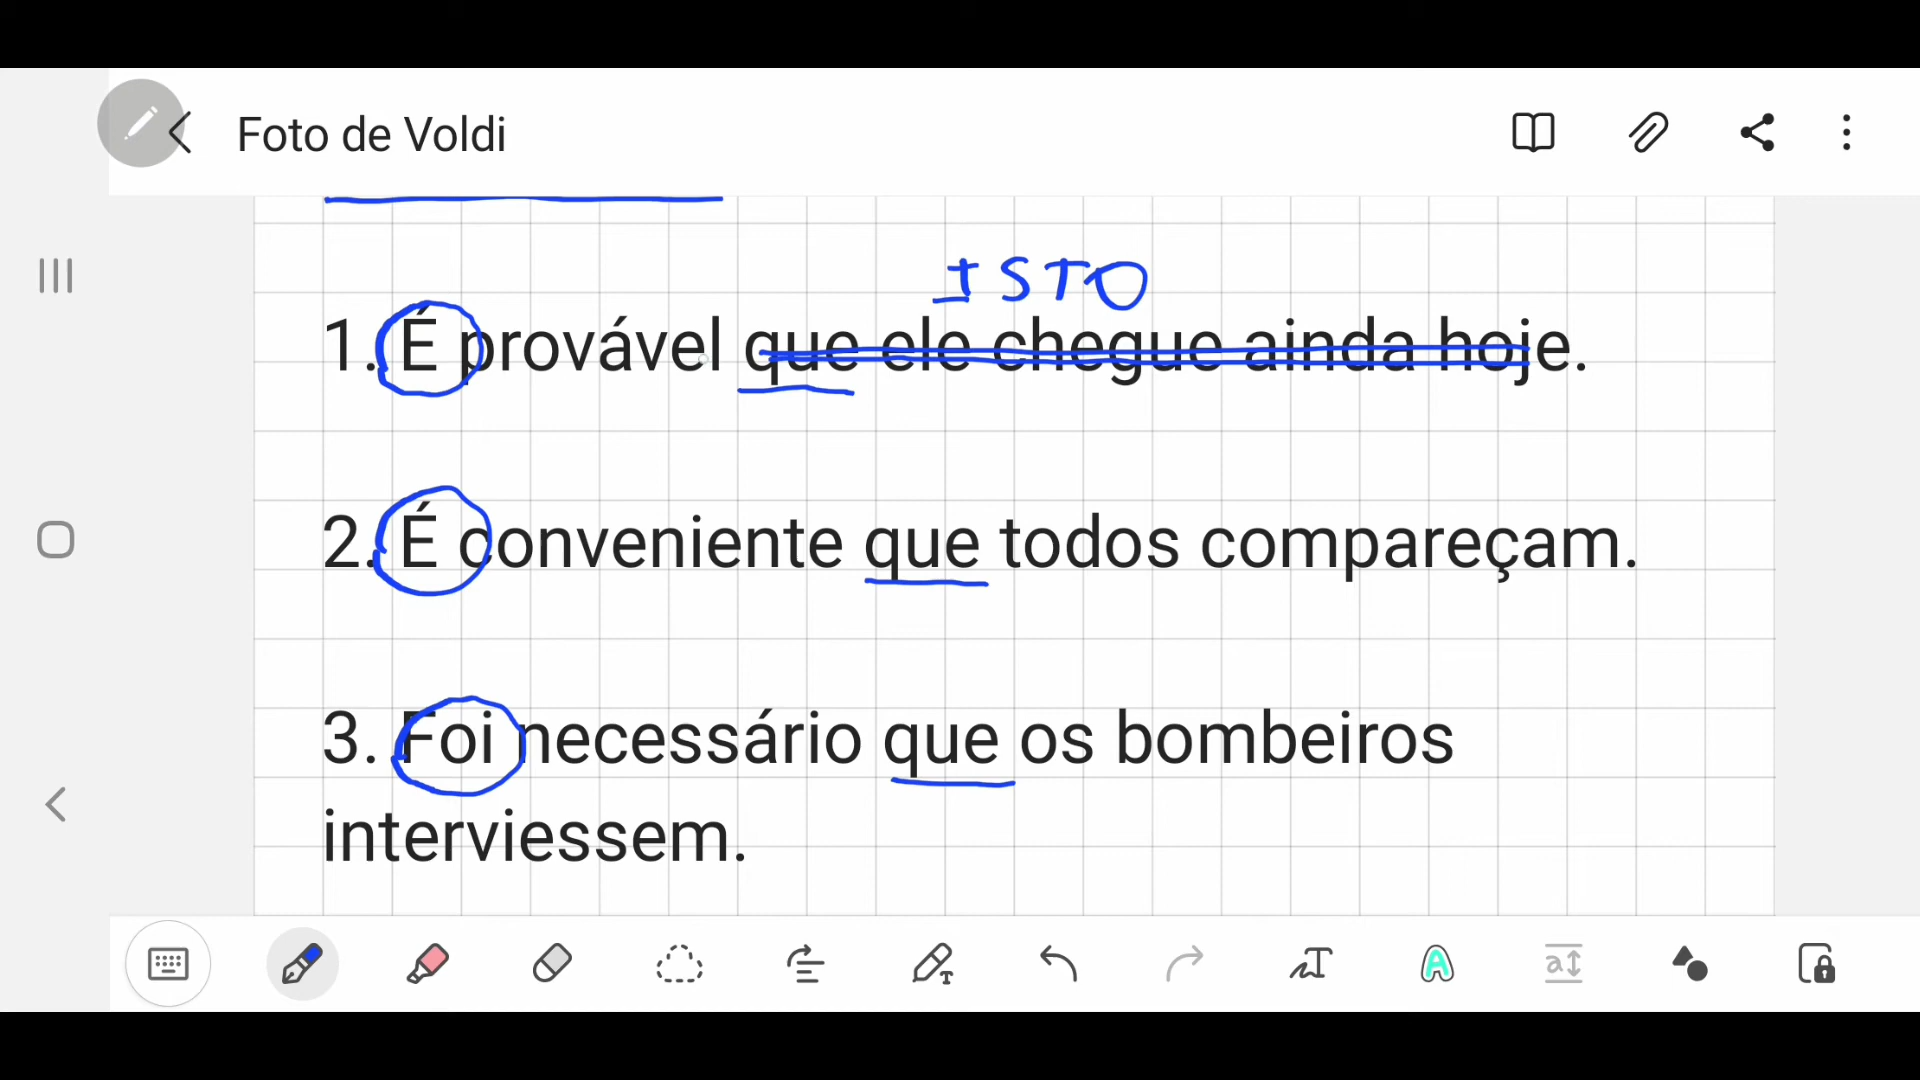 Foto de Voldi
ISTO
1. É provável que ele chegue ainda hoje.
2. É conveniente que todos compareçam.
3. Foi necessário que os bombeiros
interviessem.